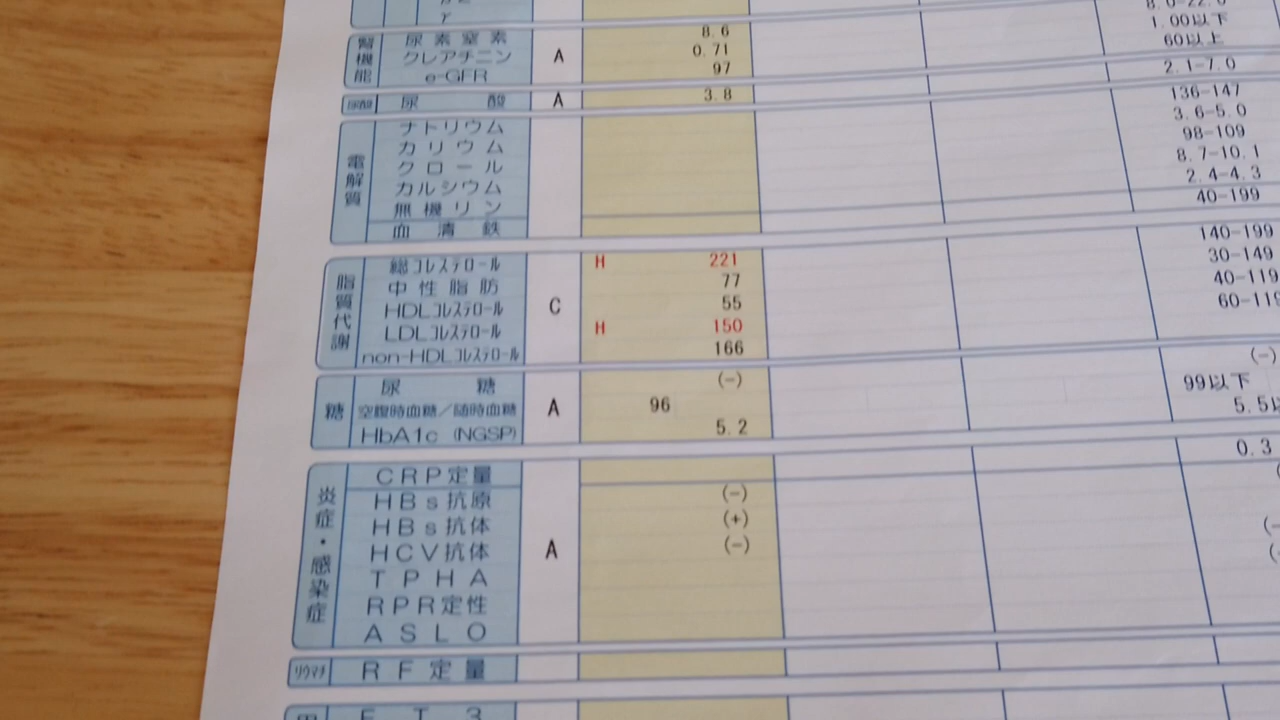 γ
8.0-22.0
腎機能
尿素窒素 8.6 1.00以下
クレアチニン A 0.71 60以上
e-GFR 97
2.1-7.0
尿酸 尿酸 A 3.8
136-147
電解質
ナトリウム 3.6-5.0
カリウム 98-109
クロール 8.7-10.1
カルシウム 2.4-4.3
無機リン 40-199
血清鉄
脂質代謝
総コレステロール H 221 140-199
中性脂肪 77 30-149
HDLコレステロール C 55 40-119
LDLコレステロール H 150 60-119
non-HDLコレステロール 166
糖
尿糖 (-) (-)
空腹時血糖/随時血糖 A 96 99以下
HbA1c (NGSP) 5.2 5.5以
炎症・感染症
CRP定量 0.3
HBs抗原 (-)
HBs抗体 (+)
HCV抗体 A (-)
TPHA
RPR定性
ASLO
リウマチ RF定量
FT3